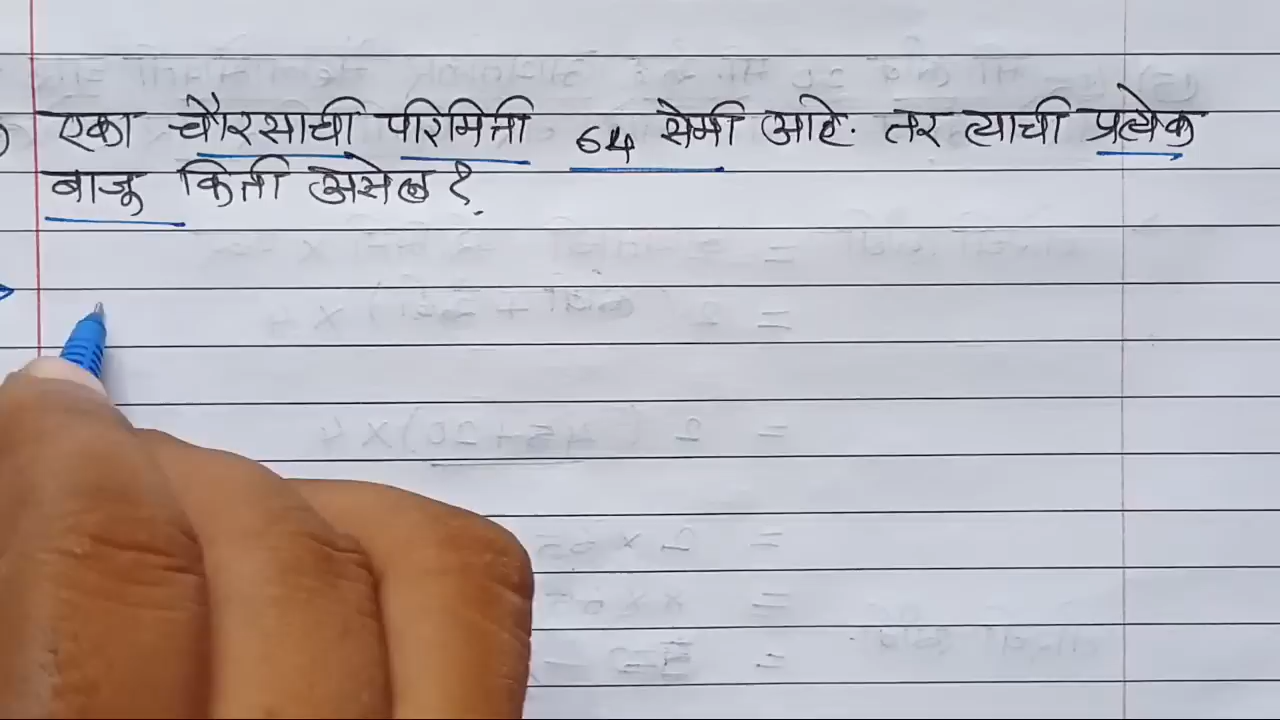 एका चौरसाची परिमिती 64 सेमी आहे. तर त्याची प्रत्येक
बाजू किती असेल ?